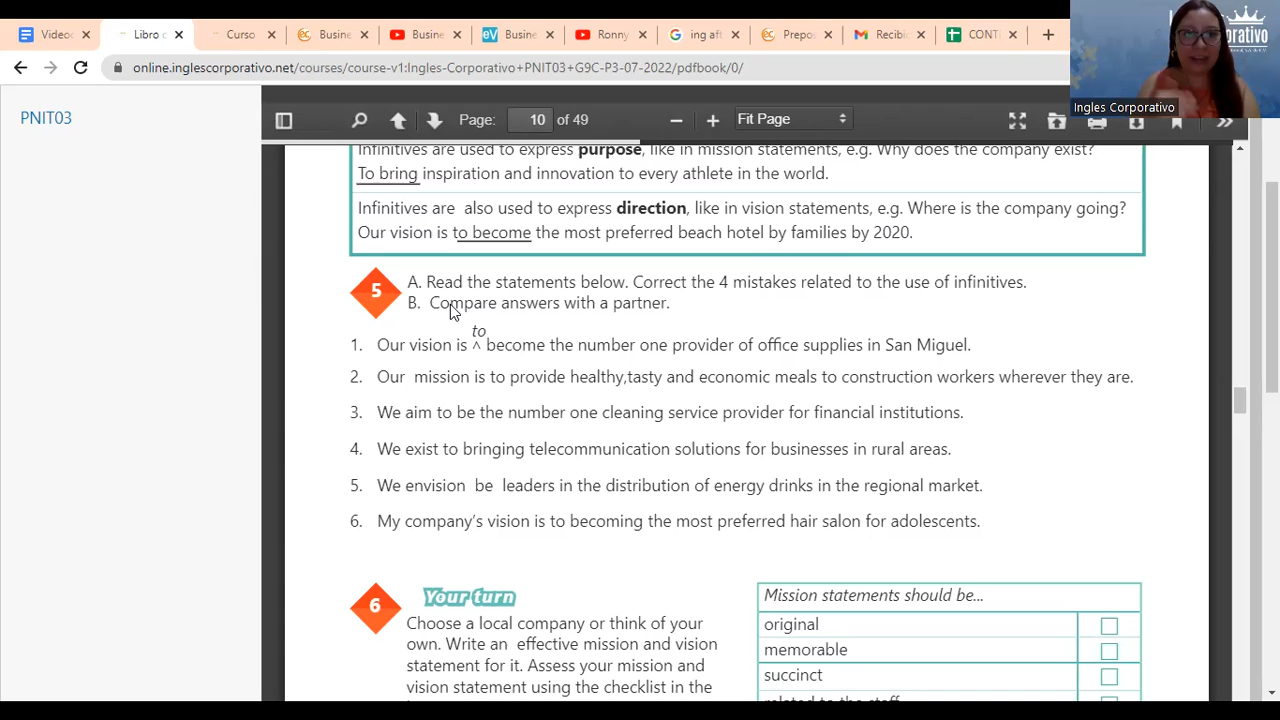 Videoc
Libro c
Curso
Busine
Busine
Busine
Ronny
ing aft
Prepo
Recibi
CONT
online.inglescorporativo.net/courses/course-v1:Ingles-Corporativo+PNIT03+G9C-P3-07-2022/pdfbook/0/
orativo
Ingles Corporativo
PNIT03
Page: 10 of 49
Fit Page
Infinitives are used to express purpose, like in mission statements, e.g. Why does the company exist?
To bring inspiration and innovation to every athlete in the world.
Infinitives are also used to express direction, like in vision statements, e.g. Where is the company going?
Our vision is to become the most preferred beach hotel by families by 2020.
5
A. Read the statements below. Correct the 4 mistakes related to the use of infinitives.
B. Compare answers with a partner.
to
1. Our vision is ^ become the number one provider of office supplies in San Miguel.
2. Our mission is to provide healthy,tasty and economic meals to construction workers wherever they are.
3. We aim to be the number one cleaning service provider for financial institutions.
4. We exist to bringing telecommunication solutions for businesses in rural areas.
5. We envision be leaders in the distribution of energy drinks in the regional market.
6. My company's vision is to becoming the most preferred hair salon for adolescents.
6
Your turn
Choose a local company or think of your
own. Write an effective mission and vision
statement for it. Assess your mission and
vision statement using the checklist in the
Mission statements should be...
original
memorable
succinct
related to the staff